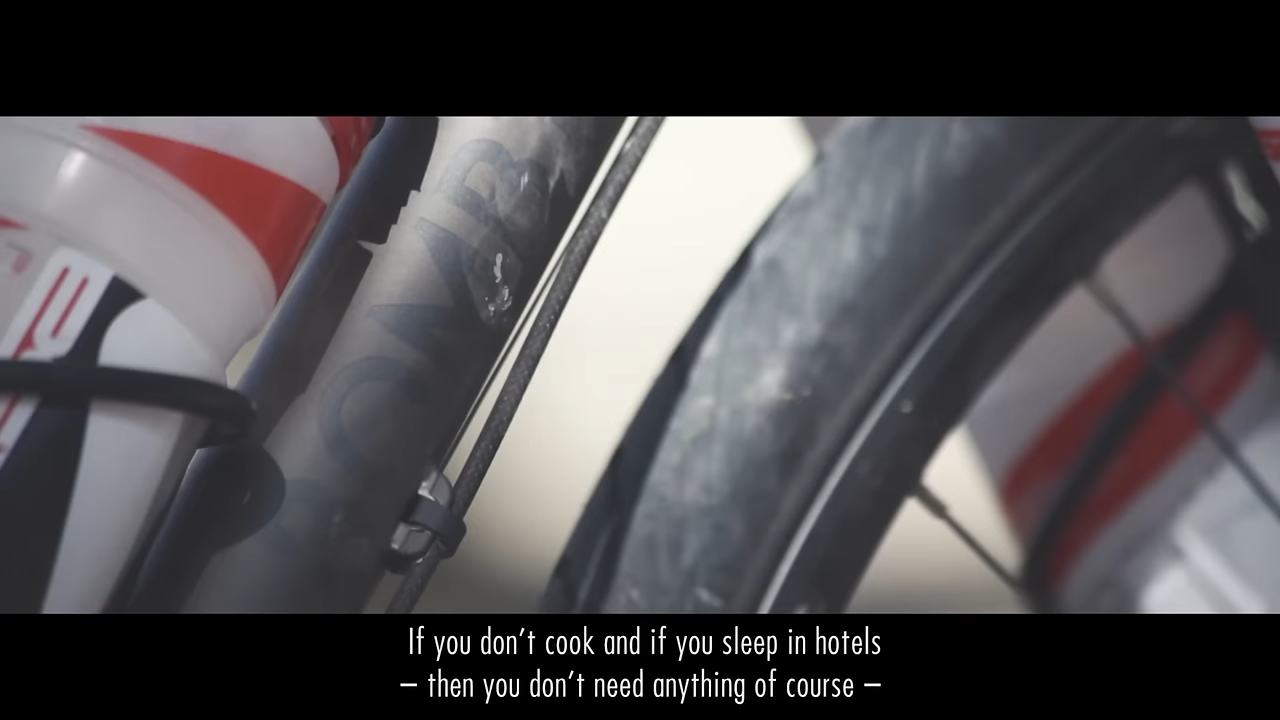 If you don't cook and if you sleep in hotels
– then you don't need anything of course –